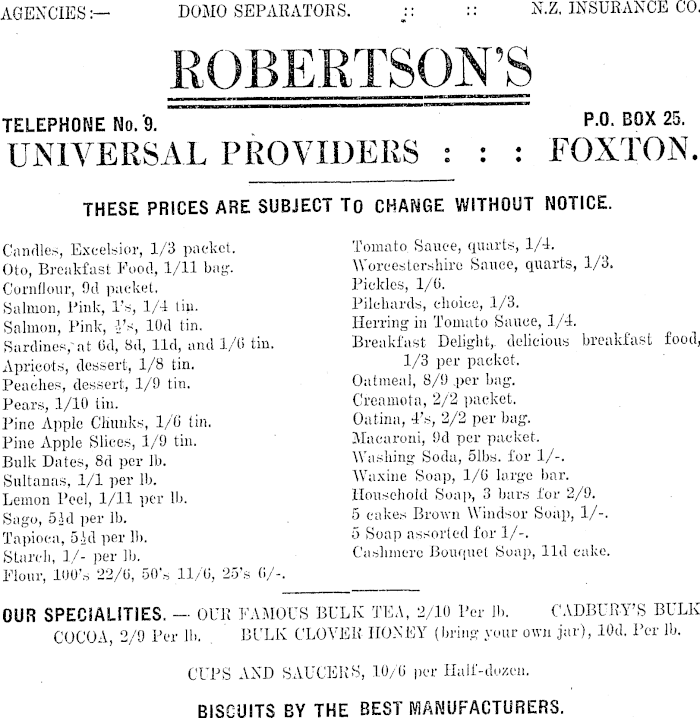 AGENCIES:— DOMO SEPARATORS. :: :: N.Z. INSURANCE CO.
ROBERTSON'S
TELEPHONE No. 9. P.O. BOX 25.
UNIVERSAL PROVIDERS : : : FOXTON.
THESE PRICES ARE SUBJECT TO CHANGE WITHOUT NOTICE.
Candles, Excelsior, 1/3 packet.
Oto, Breakfast Food, 1/11 bag.
Cornflour, 9d packet.
Salmon, Pink, 1's, 1/4 tin.
Salmon, Pink, ½'s, 10d tin.
Sardines, at 6d, 8d, 11d, and 1/6 tin.
Apricots, dessert, 1/8 tin.
Peaches, dessert, 1/9 tin.
Pears, 1/10 tin.
Pine Apple Chunks, 1/6 tin.
Pine Apple Slices, 1/9 tin.
Bulk Dates, 8d per lb.
Sultanas, 1/1 per lb.
Lemon Peel, 1/11 per lb.
Sago, 5½d per lb.
Tapioca, 5½d per lb.
Starch, 1/- per lb.
Flour, 100's 22/6, 50's 11/6, 25's 6/-.
Tomato Sauce, quarts, 1/4.
Worcestershire Sauce, quarts, 1/3.
Pickles, 1/6.
Pilchards, choice, 1/3.
Herring in Tomato Sauce, 1/4.
Breakfast Delight, delicious breakfast food,
1/3 per packet.
Oatmeal, 8/9 per bag.
Creamota, 2/2 packet.
Oatina, 4's, 2/2 per bag.
Macaroni, 9d per packet.
Washing Soda, 5lbs. for 1/-.
Waxine Soap, 1/6 large bar.
Household Soap, 3 bars for 2/9.
5 cakes Brown Windsor Soap, 1/-.
5 Soap assorted for 1/-.
Cashmere Bouquet Soap, 11d cake.
OUR SPECIALITIES. — OUR FAMOUS BULK TEA, 2/10 Per lb. CADBURY'S BULK
COCOA, 2/9 Per lb. BULK CLOVER HONEY (bring your own jar), 10d. Per lb.
CUPS AND SAUCERS, 10/6 per Half-dozen.
BISCUITS BY THE BEST MANUFACTURERS.